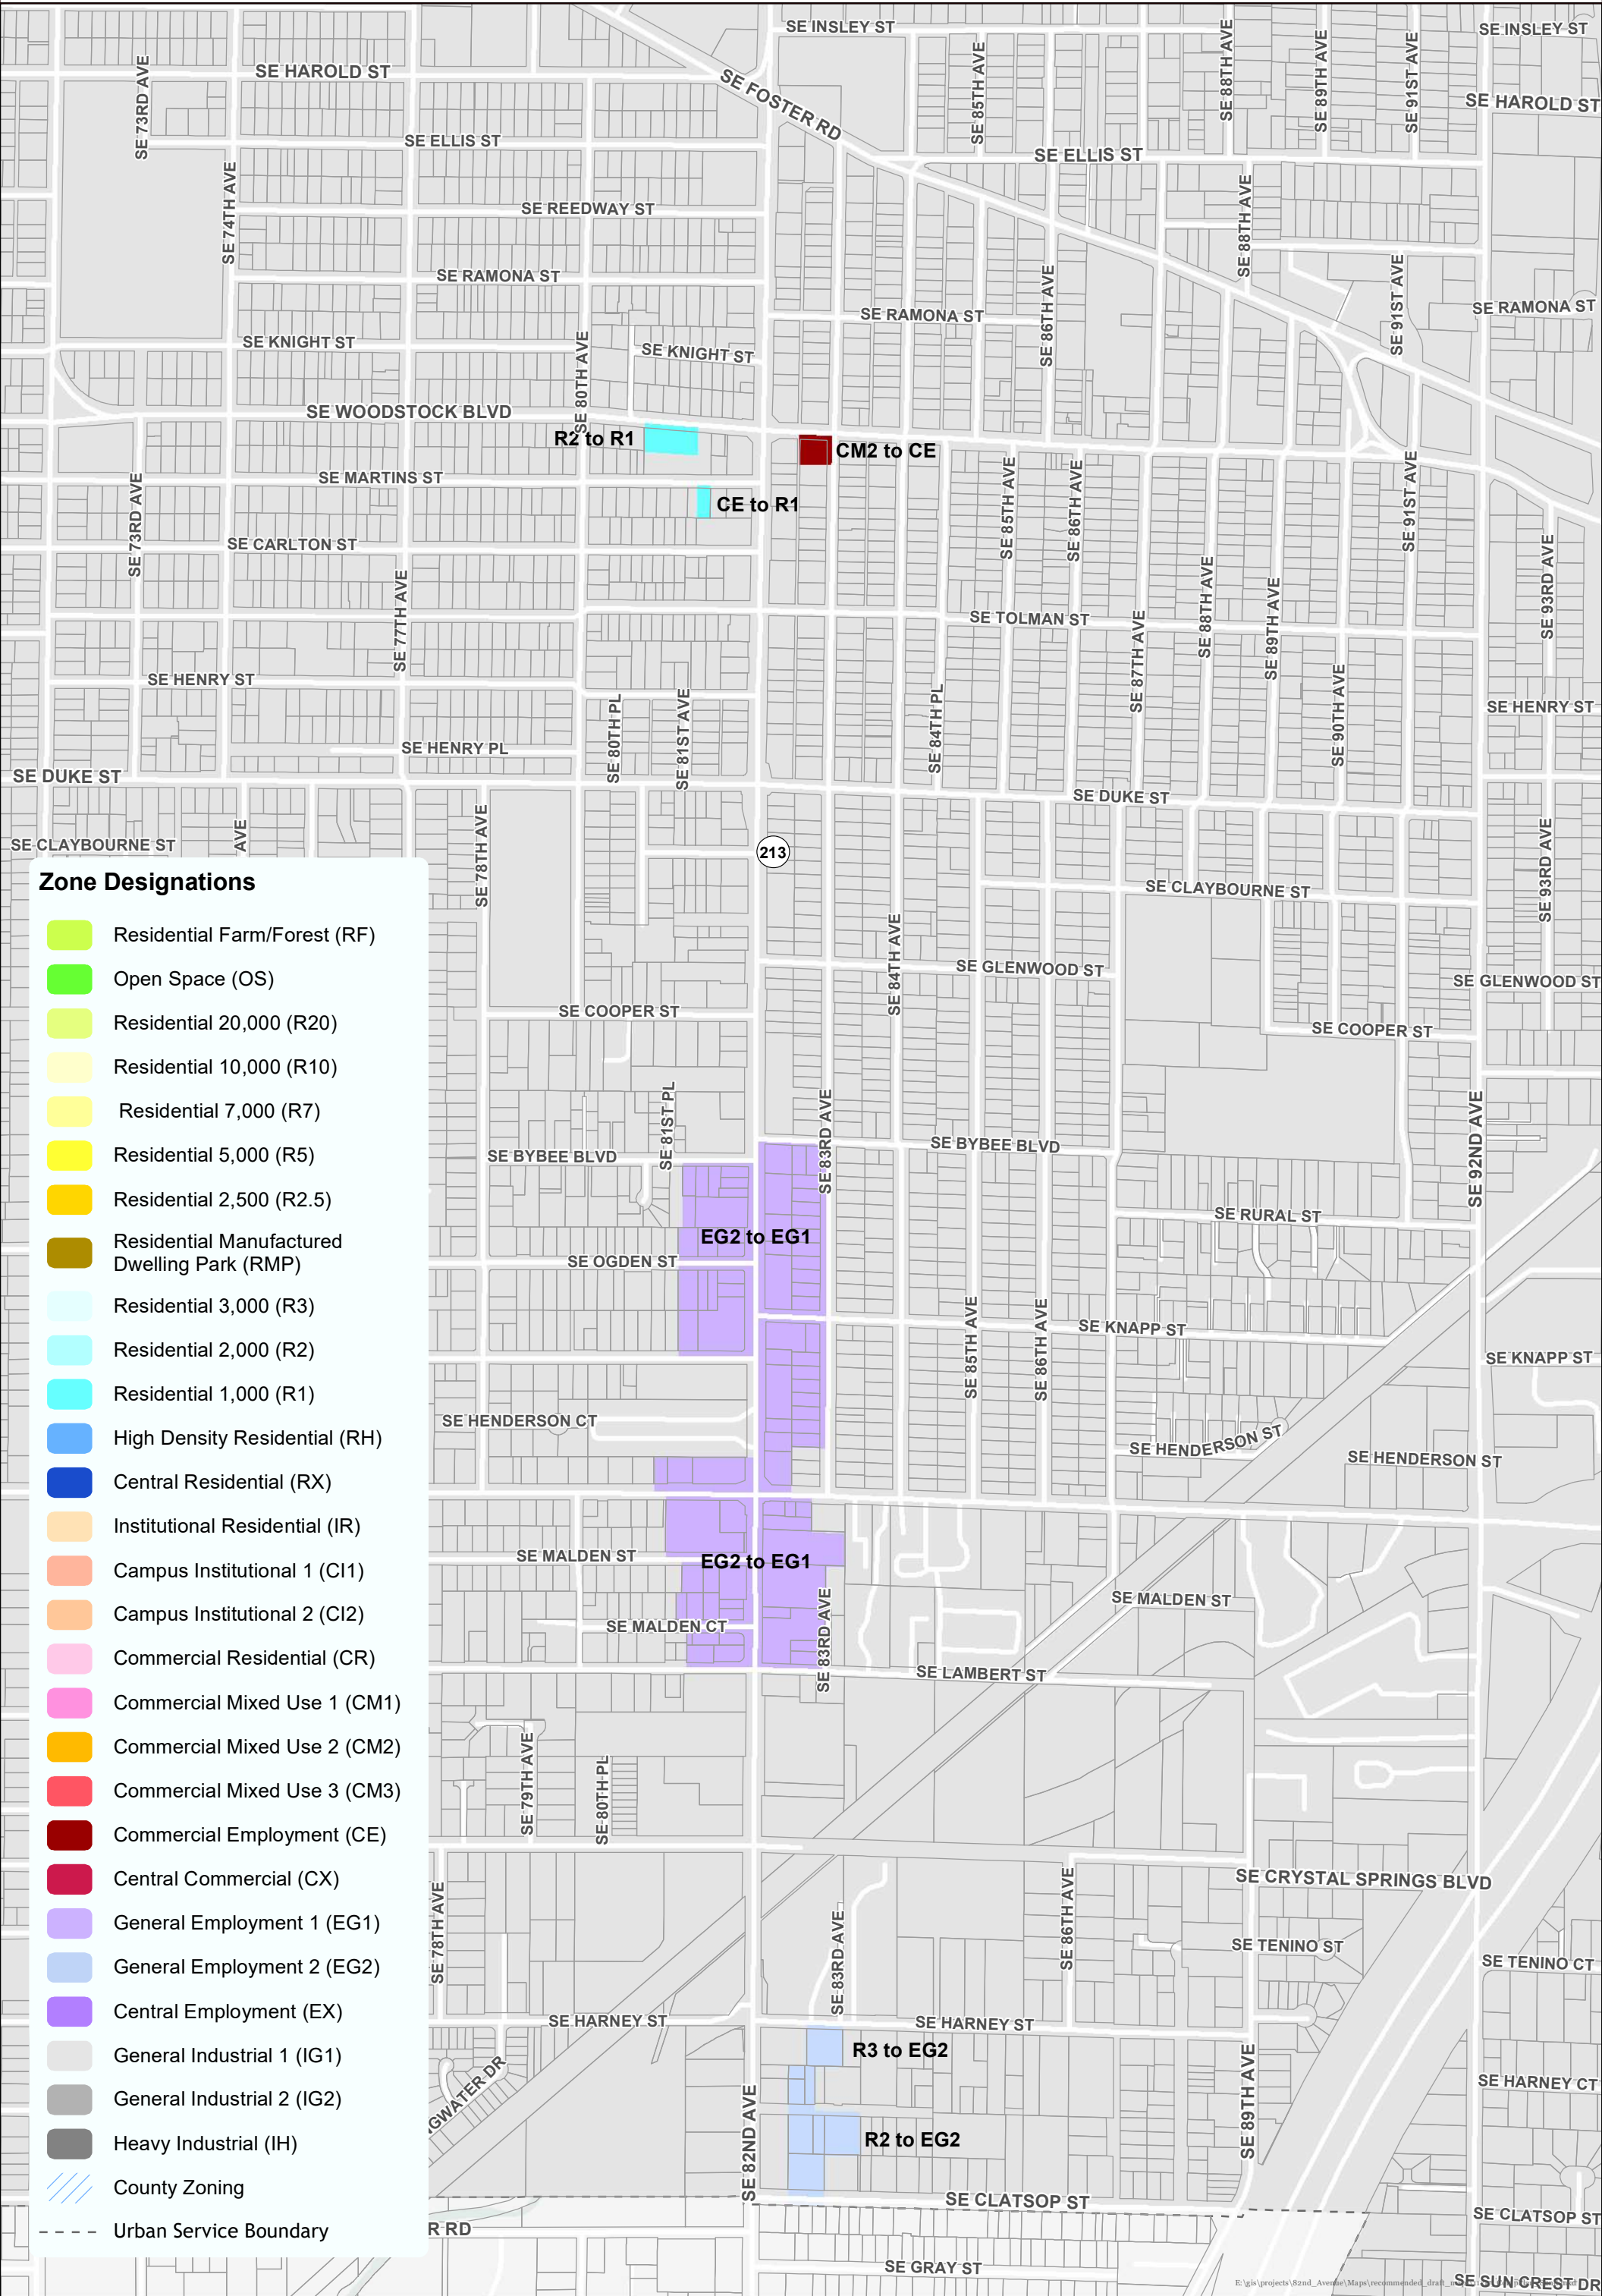 SE INSLEY ST
SE INSLEY ST
SE HAROLD ST
SE 73RD AVE
SE FOSTER RD
SE 85TH AVE
SE 88TH AVE
SE 89TH AVE
SE 91ST AVE
SE HAROLD ST
SE ELLIS ST
SE ELLIS ST
SE 74TH AVE
SE REEDWAY ST
SE 88TH AVE
SE RAMONA ST
SE RAMONA ST
SE 86TH AVE
SE 91ST AVE
SE RAMONA ST
SE KNIGHT ST
SE KNIGHT ST
SE 80TH AVE
SE WOODSTOCK BLVD
R2 to R1
CM2 to CE
SE MARTINS ST
CE to R1
SE 73RD AVE
SE CARLTON ST
SE 85TH AVE
SE 86TH AVE
SE 91ST AVE
SE 93RD AVE
SE 77TH AVE
SE TOLMAN ST
SE 87TH AVE
SE 88TH AVE
SE 89TH AVE
SE 90TH AVE
SE HENRY ST
SE HENRY ST
SE 80TH PL
SE 81ST AVE
SE 84TH PL
SE HENRY PL
SE DUKE ST
SE DUKE ST
SE CLAYBOURNE ST
AVE
SE 78TH AVE
213
SE CLAYBOURNE ST
SE 93RD AVE
SE 84TH AVE
SE GLENWOOD ST
SE GLENWOOD ST
SE COOPER ST
SE COOPER ST
SE 81ST PL
SE 83RD AVE
SE BYBEE BLVD
SE BYBEE BLVD
SE 92ND AVE
SE RURAL ST
EG2 to EG1
SE OGDEN ST
SE 85TH AVE
SE 86TH AVE
SE KNAPP ST
SE KNAPP ST
SE HENDERSON CT
SE HENDERSON ST
SE HENDERSON ST
SE MALDEN ST
EG2 to EG1
SE MALDEN ST
SE MALDEN CT
SE 83RD AVE
SE LAMBERT ST
SE 79TH AVE
SE 80TH PL
SE CRYSTAL SPRINGS BLVD
SE 78TH AVE
SE 83RD AVE
SE 86TH AVE
SE TENINO ST
SE TENINO CT
SE HARNEY ST
SE HARNEY ST
R3 to EG2
NGWATER DR
SE 82ND AVE
SE 89TH AVE
SE HARNEY CT
R2 to EG2
SE CLATSOP ST
SE CLATSOP ST
R RD
SE GRAY ST
SE SUN CREST DR
Zone Designations
Residential Farm/Forest (RF)
Open Space (OS)
Residential 20,000 (R20)
Residential 10,000 (R10)
Residential 7,000 (R7)
Residential 5,000 (R5)
Residential 2,500 (R2.5)
Residential Manufactured
Dwelling Park (RMP)
Residential 3,000 (R3)
Residential 2,000 (R2)
Residential 1,000 (R1)
High Density Residential (RH)
Central Residential (RX)
Institutional Residential (IR)
Campus Institutional 1 (CI1)
Campus Institutional 2 (CI2)
Commercial Residential (CR)
Commercial Mixed Use 1 (CM1)
Commercial Mixed Use 2 (CM2)
Commercial Mixed Use 3 (CM3)
Commercial Employment (CE)
Central Commercial (CX)
General Employment 1 (EG1)
General Employment 2 (EG2)
Central Employment (EX)
General Industrial 1 (IG1)
General Industrial 2 (IG2)
Heavy Industrial (IH)
County Zoning
Urban Service Boundary